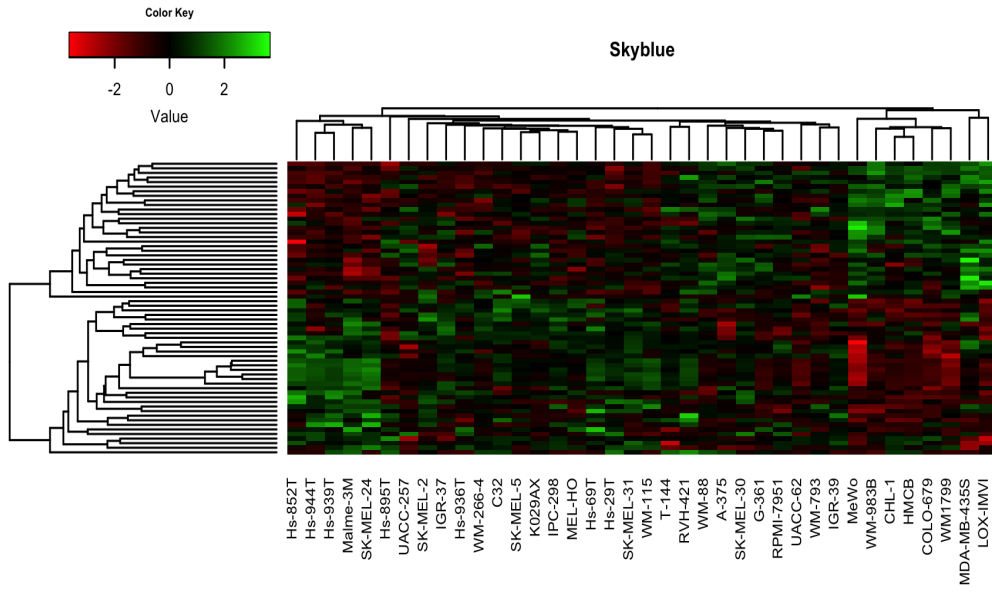 Color Key
-2 0 2
Value
Skyblue
Hs-852T
Hs-944T
Hs-939T
Malme-3M
SK-MEL-24
Hs-895T
UACC-257
SK-MEL-2
IGR-37
Hs-936T
WM-266-4
C32
SK-MEL-5
K029AX
IPC-298
MEL-HO
Hs-69T
Hs-29T
SK-MEL-31
WM-115
T-144
RVH-421
WM-88
A-375
SK-MEL-30
G-361
RPMI-7951
UACC-62
WM-793
IGR-39
MeWo
WM-983B
CHL-1
HMCB
COLO-679
WM1799
MDA-MB-435S
LOX-IMVI